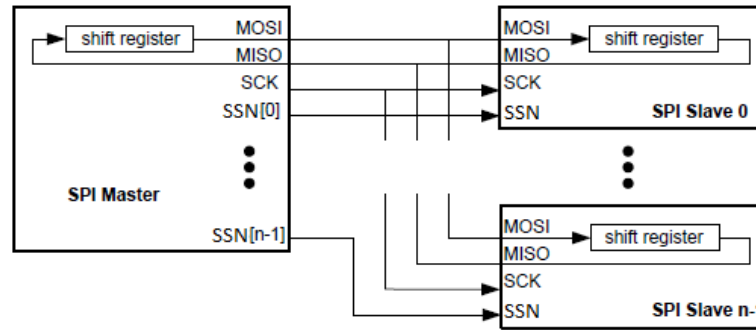 MOSI
shift register
MISO
SCK
SSN[0]
SPI Master
SSN[n-1]
MOSI
shift register
MISO
SCK
SSN
SPI Slave 0
MOSI
shift register
MISO
SCK
SSN
SPI Slave n-